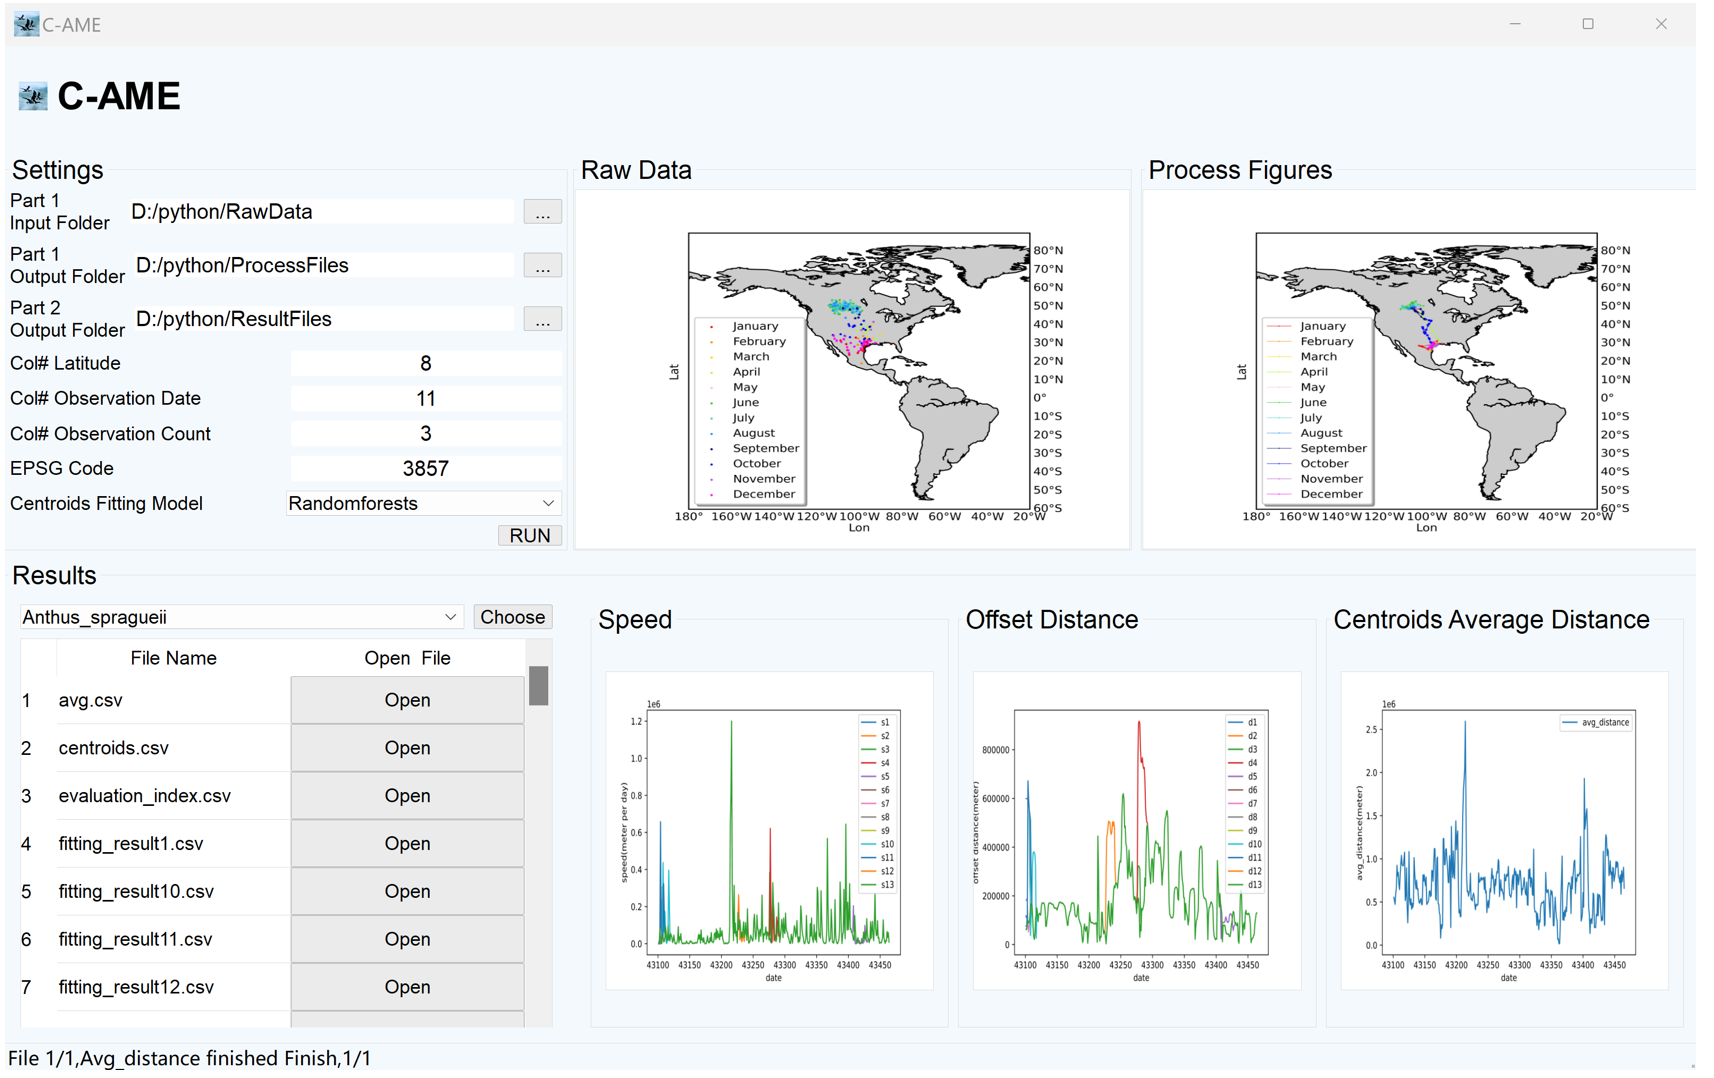 C-AME
C-AME
Settings
Part 1
Input Folder
D:/python/RawData
...
Part 1
Output Folder
D:/python/ProcessFiles
...
Part 2
Output Folder
D:/python/ResultFiles
...
Col# Latitude
8
Col# Observation Date
11
Col# Observation Count
3
EPSG Code
3857
Centroids Fitting Model
Randomforests
RUN
Raw Data
80°N
70°N
60°N
50°N
40°N
30°N
20°N
10°N
0°
10°S
20°S
30°S
40°S
50°S
60°S
Lat
January
February
March
April
May
June
July
August
September
October
November
December
180° 160°W 140°W 120°W 100°W 80°W 60°W 40°W 20°W
Lon
Process Figures
80°N
70°N
60°N
50°N
40°N
30°N
20°N
10°N
0°
10°S
20°S
30°S
40°S
50°S
60°S
Lat
January
February
March
April
May
June
July
August
September
October
November
December
180° 160°W 140°W 120°W 100°W 80°W 60°W 40°W 20°W
Lon
Results
Anthus_spragueii
Choose
File Name Open File
1 avg.csv Open
2 centroids.csv Open
3 evaluation_index.csv Open
4 fitting_result1.csv Open
5 fitting_result10.csv Open
6 fitting_result11.csv Open
7 fitting_result12.csv Open
Speed
1e6
1.2
1.0
0.8
0.6
0.4
0.2
0.0
speed(meter per day)
s1
s2
s3
s4
s5
s6
s7
s8
s9
s10
s11
s12
s13
43100 43150 43200 43250 43300 43350 43400 43450
date
Offset Distance
800000
600000
400000
200000
0
offset distance(meter)
d1
d2
d3
d4
d5
d6
d7
d8
d9
d10
d11
d12
d13
43100 43150 43200 43250 43300 43350 43400 43450
date
Centroids Average Distance
1e6
2.5
2.0
1.5
1.0
0.5
0.0
avg_distance(meter)
avg_distance
43100 43150 43200 43250 43300 43350 43400 43450
date
File 1/1,Avg_distance finished Finish,1/1